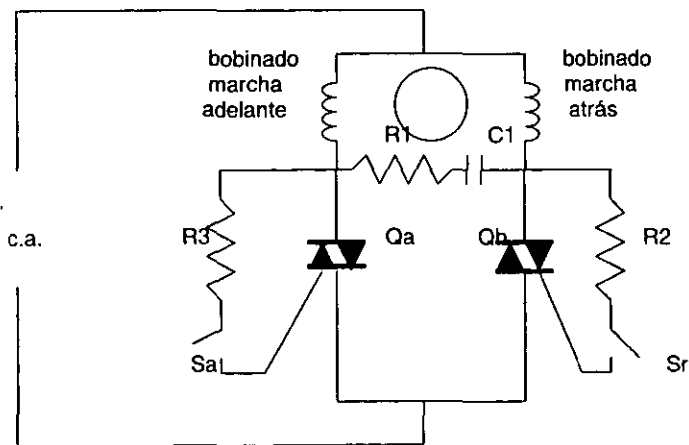 bobinado
marcha
adelante
bobinado
marcha
atrás
R1
C1
c.a.
R3
Qa
Qb
R2
Sa
Sr